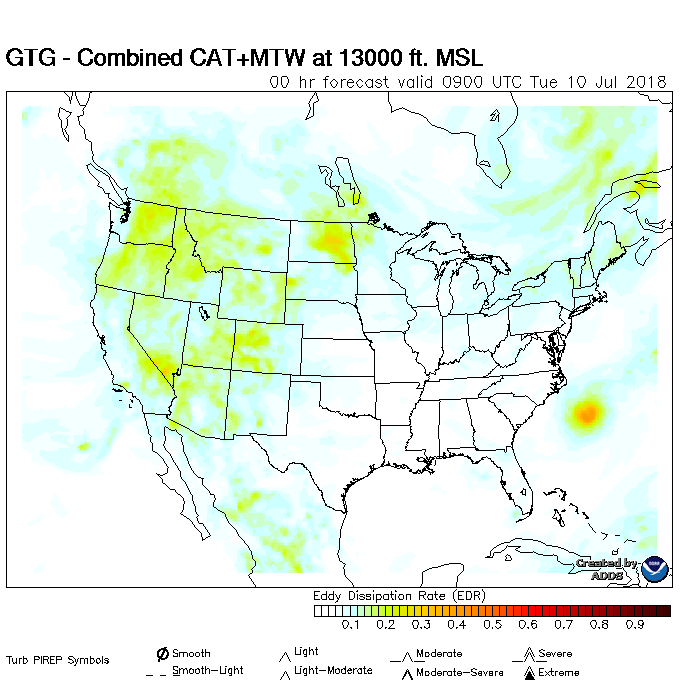 GTG - Combined CAT+MTW at 13000 ft. MSL
00 hr forecast valid 0900 UTC Tue 10 Jul 2018
Created by
ADDS
Eddy Dissipation Rate (EDR)
0.1 0.2 0.3 0.4 0.5 0.6 0.7 0.8 0.9
Smooth Light Moderate Severe
Turb PIREP Symbols
Smooth-Light Light-Moderate Moderate-Severe Extreme